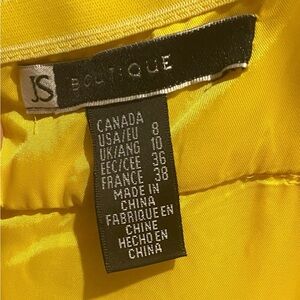 JS BOUTIQUE
CANADA
USA/EU 8
UK/ANG 10
EEC/CEE 36
FRANCE 38
MADE IN
CHINA
FABRIQUE EN
CHINE
HECHO EN
CHINA